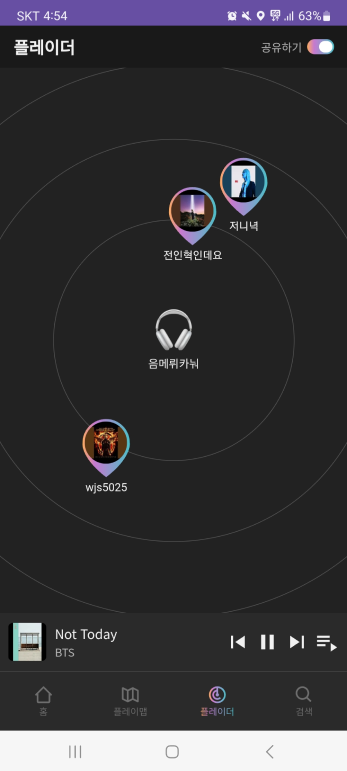 SKT 4:54
63%
플레이더
공유하기
저니녁
전인혁인데요
음메뤼카눠
wjs5025
Not Today
BTS
홈
플레이맵
플레이더
검색